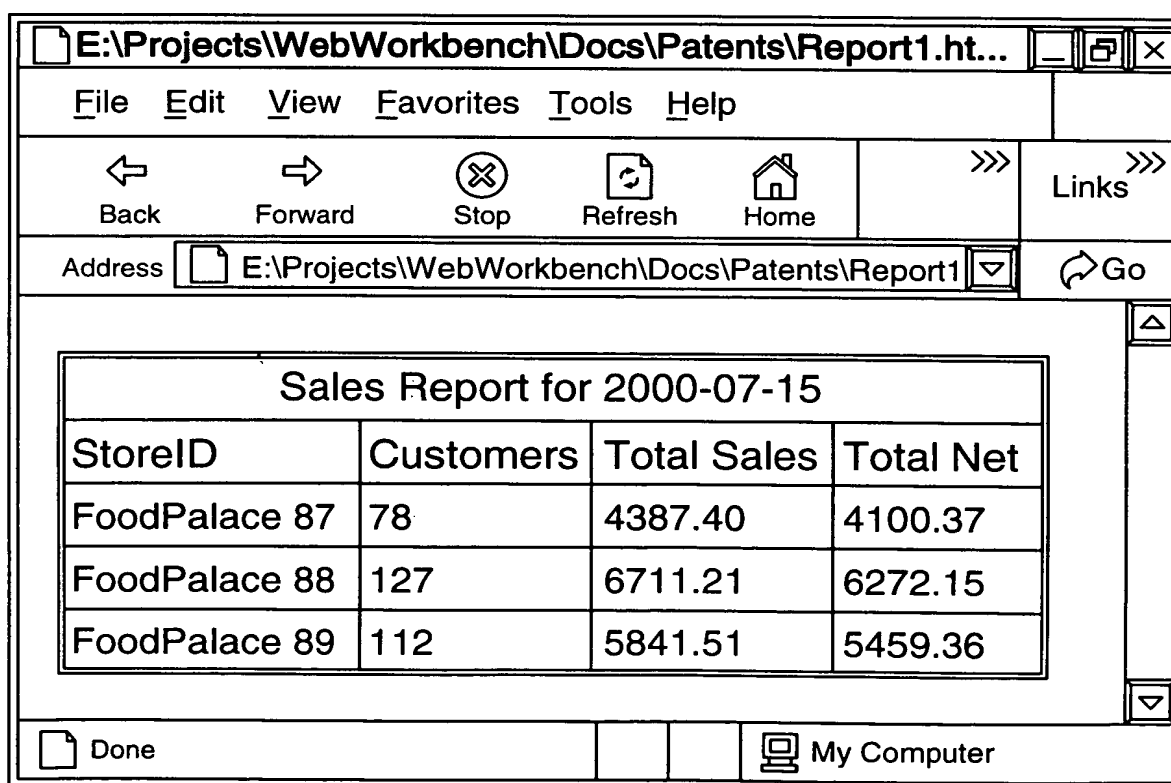 E:\Projects\WebWorkbench\Docs\Patents\Report1.ht...
File Edit View Favorites Tools Help
Back Forward Stop Refresh Home Links
Address E:\Projects\WebWorkbench\Docs\Patents\Report1 Go
Sales Report for 2000-07-15
StoreID Customers Total Sales Total Net
FoodPalace 87 78 4387.40 4100.37
FoodPalace 88 127 6711.21 6272.15
FoodPalace 89 112 5841.51 5459.36
Done My Computer